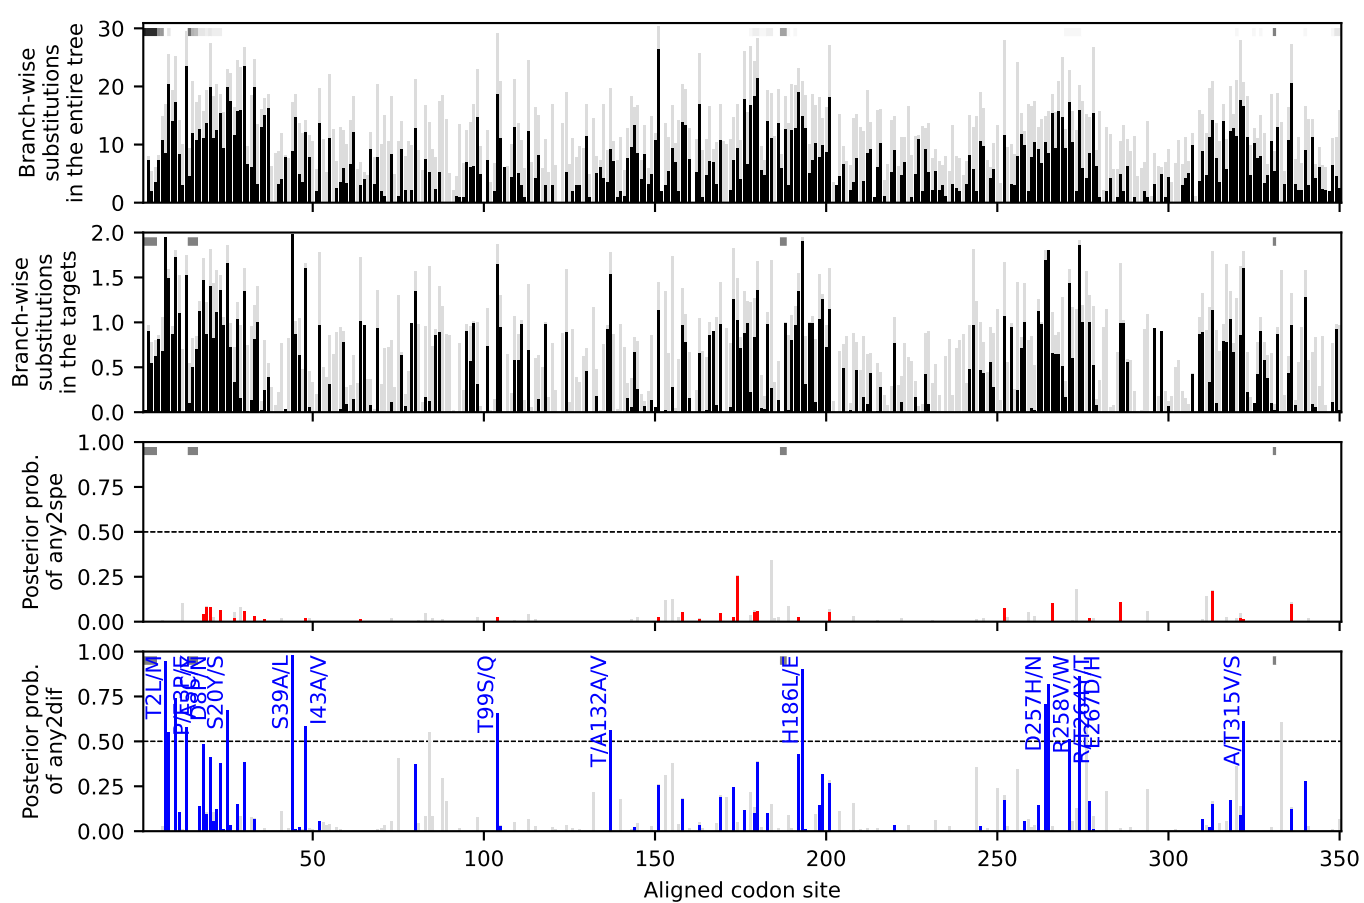 Branch-wise
substitutions
in the entire tree
30
20
10
0
Branch-wise
substitutions
in the targets
2.0
1.5
1.0
0.5
0.0
Posterior prob.
of any2spe
1.00
0.75
0.50
0.25
0.00
Posterior prob.
of any2dif
1.00
0.75
0.50
0.25
0.00
T2L/M
D8F/N
S20Y/S
S39A/L
I43A/V
T99S/Q
T/A132A/V
H186L/E
D257H/N
R258V/W
R/T264Y/T
E267D/H
A/T315V/S
50
100
150
200
250
300
350
Aligned codon site